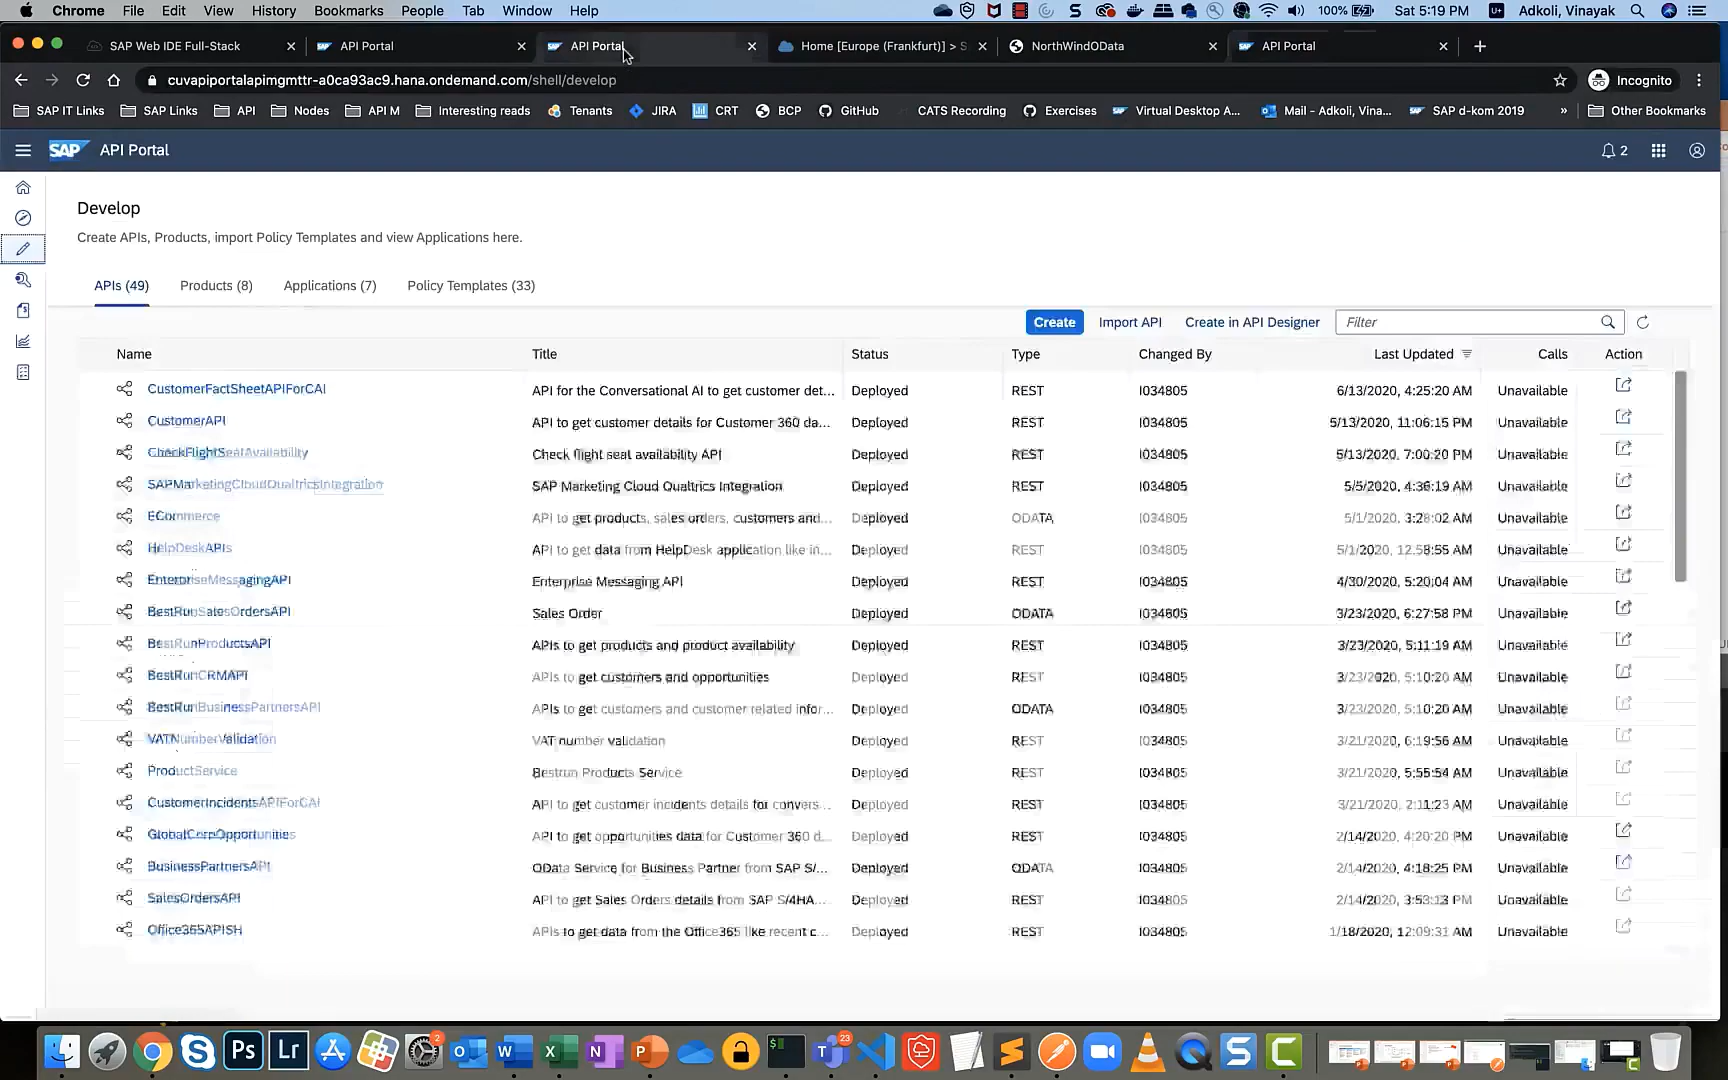 Chrome File Edit View History Bookmarks People Tab Window Help 100% Sat 5:19 PM Adkoli, Vinayak
SAP Web IDE Full-Stack API Portal API Portal Home [Europe (Frankfurt)] > S NorthWindOData API Portal
cuvapiportalapimgmttr-a0ca93ac9.hana.ondemand.com/shell/develop Incognito
SAP IT Links SAP Links API Nodes API M Interesting reads Tenants JIRA CRT BCP GitHub CATS Recording Exercises Virtual Desktop A... Mail - Adkoli, Vina... SAP d-kom 2019 » Other Bookmarks
SAP API Portal 2
Develop
Create APIs, Products, import Policy Templates and view Applications here.
APIs (49) Products (8) Applications (7) Policy Templates (33)
Create Import API Create in API Designer Filter
Name Title Status Type Changed By Last Updated Calls Action
CustomerFactSheetAPIForCAI API for the Conversational AI to get customer det... Deployed REST I034805 6/13/2020, 4:25:20 AM Unavailable
CustomerAPI API to get customer details for Customer 360 da... Deployed REST I034805 5/13/2020, 11:06:15 PM Unavailable
CheckFlightSeatAvailability Check flight seat availability API Deployed REST I034805 5/13/2020, 7:00:20 PM Unavailable
SAPMarketingCloudQualtricsIntegration SAP Marketing Cloud Qualtrics Integration Deployed REST I034805 5/5/2020, 4:36:19 AM Unavailable
ECommerce API to get products, sales orders, customers and... Deployed ODATA I034805 5/1/2020, AM Unavailable
HelpDeskAPIs API to get data from HelpDesk application like in... Deployed REST I034805 5/1/2020, AM Unavailable
EnterpriseMessagingAPI Enterprise Messaging API Deployed REST I034805 4/30/2020, 5:20:04 AM Unavailable
BestRunSalesOrdersAPI Sales Order Deployed ODATA I034805 3/23/2020, 6:27:58 PM Unavailable
BestRunProductsAPI APIs to get products and product availability Deployed REST I034805 3/23/2020, 5:11:19 AM Unavailable
BestRunCRMAPI APIs to get customers and opportunities Deployed REST I034805 3/23/2020, AM Unavailable
BestRunBusinessPartnersAPI APIs to get customers and customer related infor... Deployed ODATA I034805 3/23/2020, AM Unavailable
VATNumberValidation VAT number validation Deployed REST I034805 3/21/2020, 6:19:56 AM Unavailable
ProductService Bestrun Products Service Deployed REST I034805 3/21/2020, 5:55:54 AM Unavailable
CustomerIncidentsAPIForCAI API to get customer incidents details for convers... Deployed REST I034805 3/21/2020, AM Unavailable
GlobalCoreOpportunities API to get opportunities data for Customer 360 d... Deployed REST I034805 2/14/2020, 4:20:20 PM Unavailable
BusinessPartnersAPI OData Service for Business Partner from SAP S/... Deployed ODATA I034805 2/14/2020, 4:18:25 PM Unavailable
SalesOrdersAPI API to get Sales Orders details from SAP S/4HA... Deployed REST I034805 2/14/2020, 3:53:13 PM Unavailable
Office365APISH APIs to get data from the Office 365 like recent c... Deployed REST I034805 1/18/2020, 12:09:31 AM Unavailable
Ps Lr 2 23